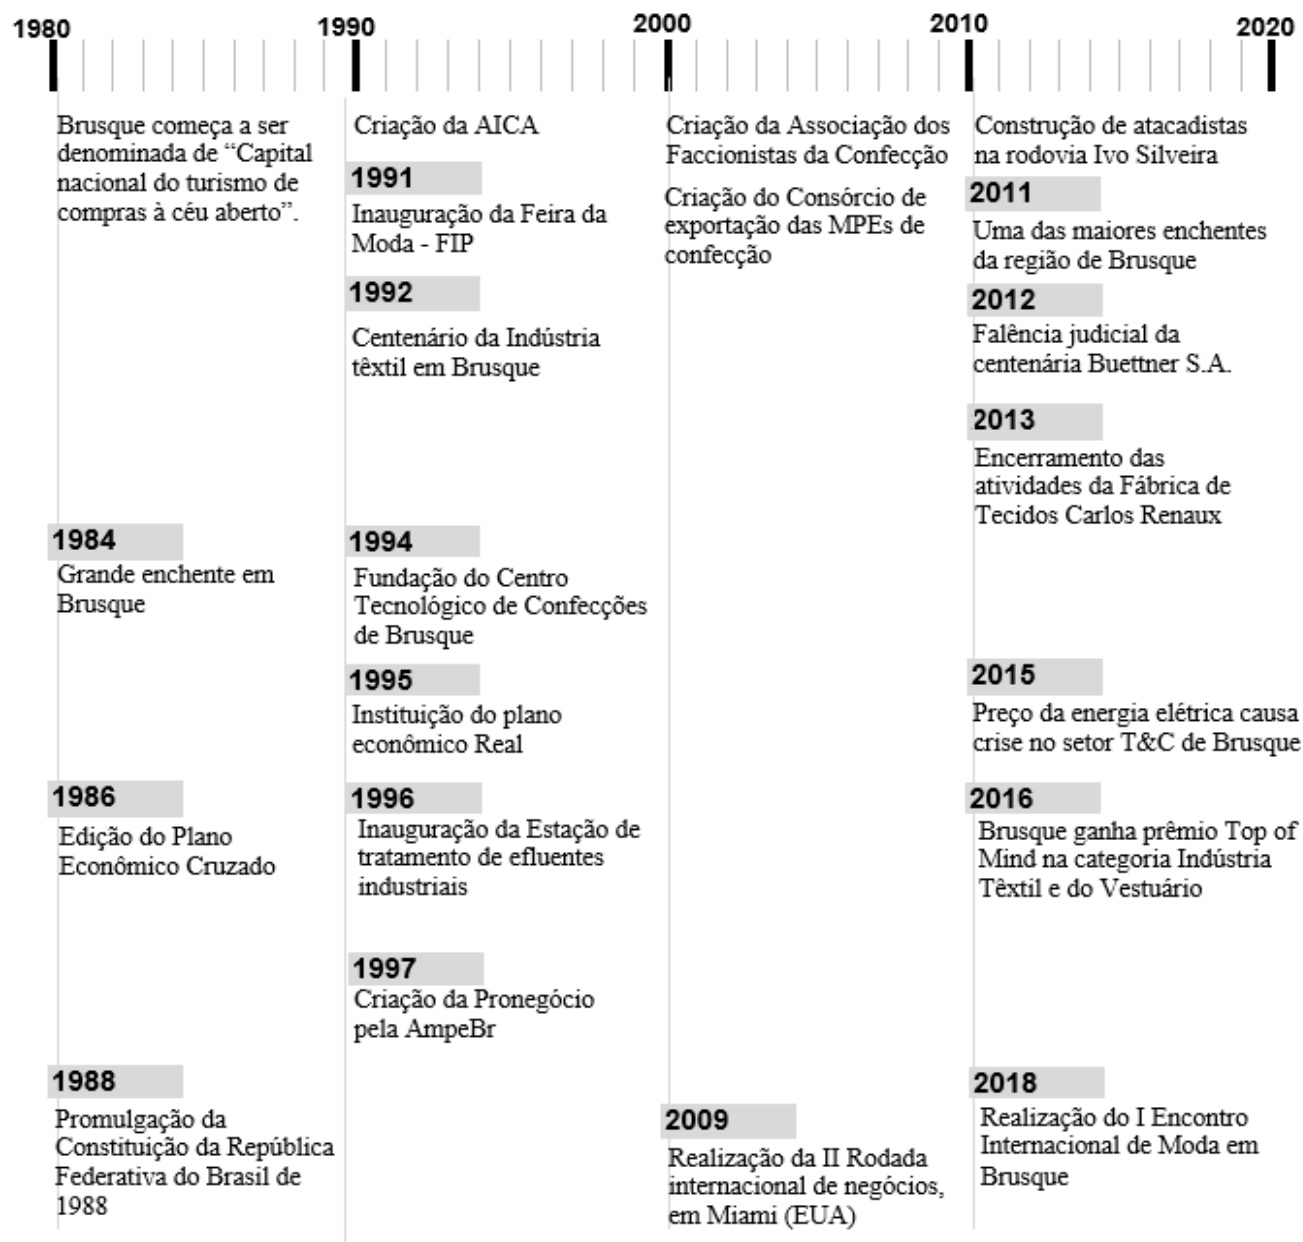 1980
1990
2000
2010
2020
Brusque começa a ser
denominada de “Capital
nacional do turismo de
compras à céu aberto”.
1984
Grande enchente em
Brusque
1986
Edição do Plano
Econômico Cruzado
1988
Promulgação da
Constituição da República
Federativa do Brasil de
1988
Criação da AICA
1991
Inauguração da Feira da
Moda - FIP
1992
Centenário da Indústria
têxtil em Brusque
1994
Fundação do Centro
Tecnológico de Confecções
de Brusque
1995
Instituição do plano
econômico Real
1996
Inauguração da Estação de
tratamento de efluentes
industriais
1997
Criação da Pronegócio
pela AmpeBr
Criação da Associação dos
Faccionistas da Confecção
Criação do Consórcio de
exportação das MPEs de
confecção
2009
Realização da II Rodada
internacional de negócios,
em Miami (EUA)
Construção de atacadistas
na rodovia Ivo Silveira
2011
Uma das maiores enchentes
da região de Brusque
2012
Falência judicial da
centenária Buettner S.A.
2013
Encerramento das
atividades da Fábrica de
Tecidos Carlos Renaux
2015
Preço da energia elétrica causa
crise no setor T&C de Brusque
2016
Brusque ganha prêmio Top of
Mind na categoria Indústria
Têxtil e do Vestuário
2018
Realização do I Encontro
Internacional de Moda em
Brusque